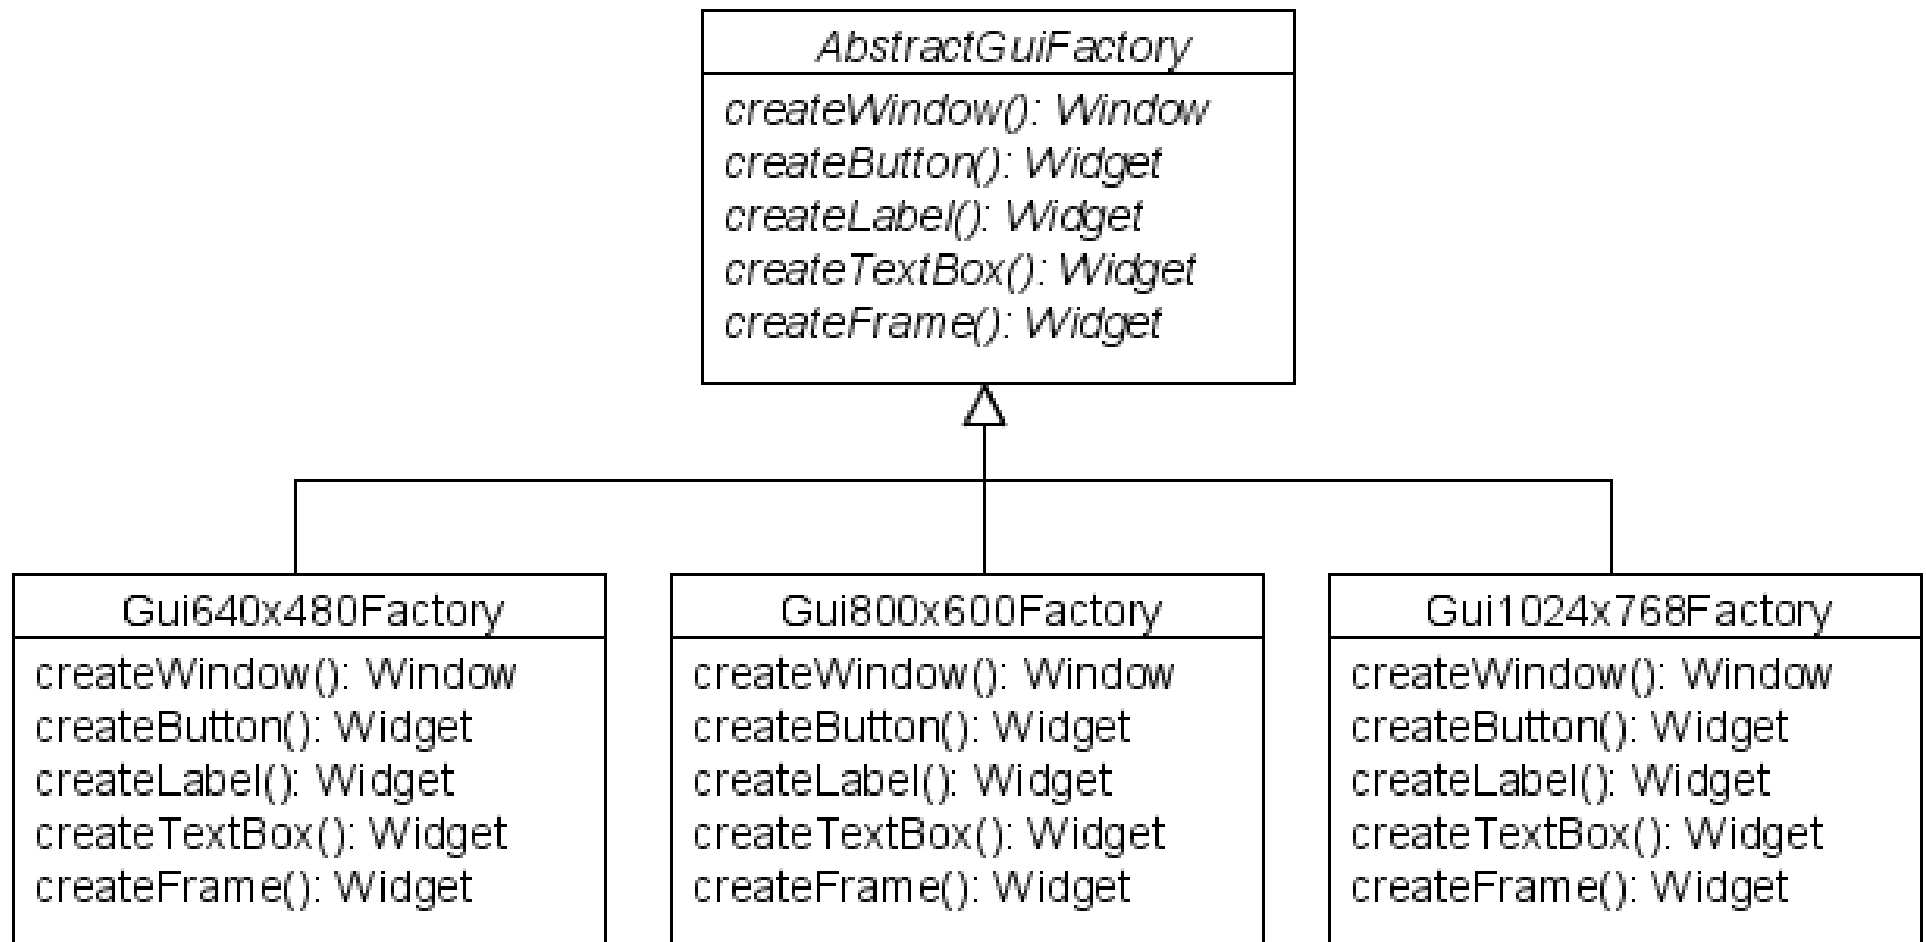 AbstractGuiFactory
createWindow(): Window
createButton(): Widget
createLabel(): Widget
createTextBox(): Widget
createFrame(): Widget
Gui640x480Factory
createWindow(): Window
createButton(): Widget
createLabel(): Widget
createTextBox(): Widget
createFrame(): Widget
Gui800x600Factory
createWindow(): Window
createButton(): Widget
createLabel(): Widget
createTextBox(): Widget
createFrame(): Widget
Gui1024x768Factory
createWindow(): Window
createButton(): Widget
createLabel(): Widget
createTextBox(): Widget
createFrame(): Widget